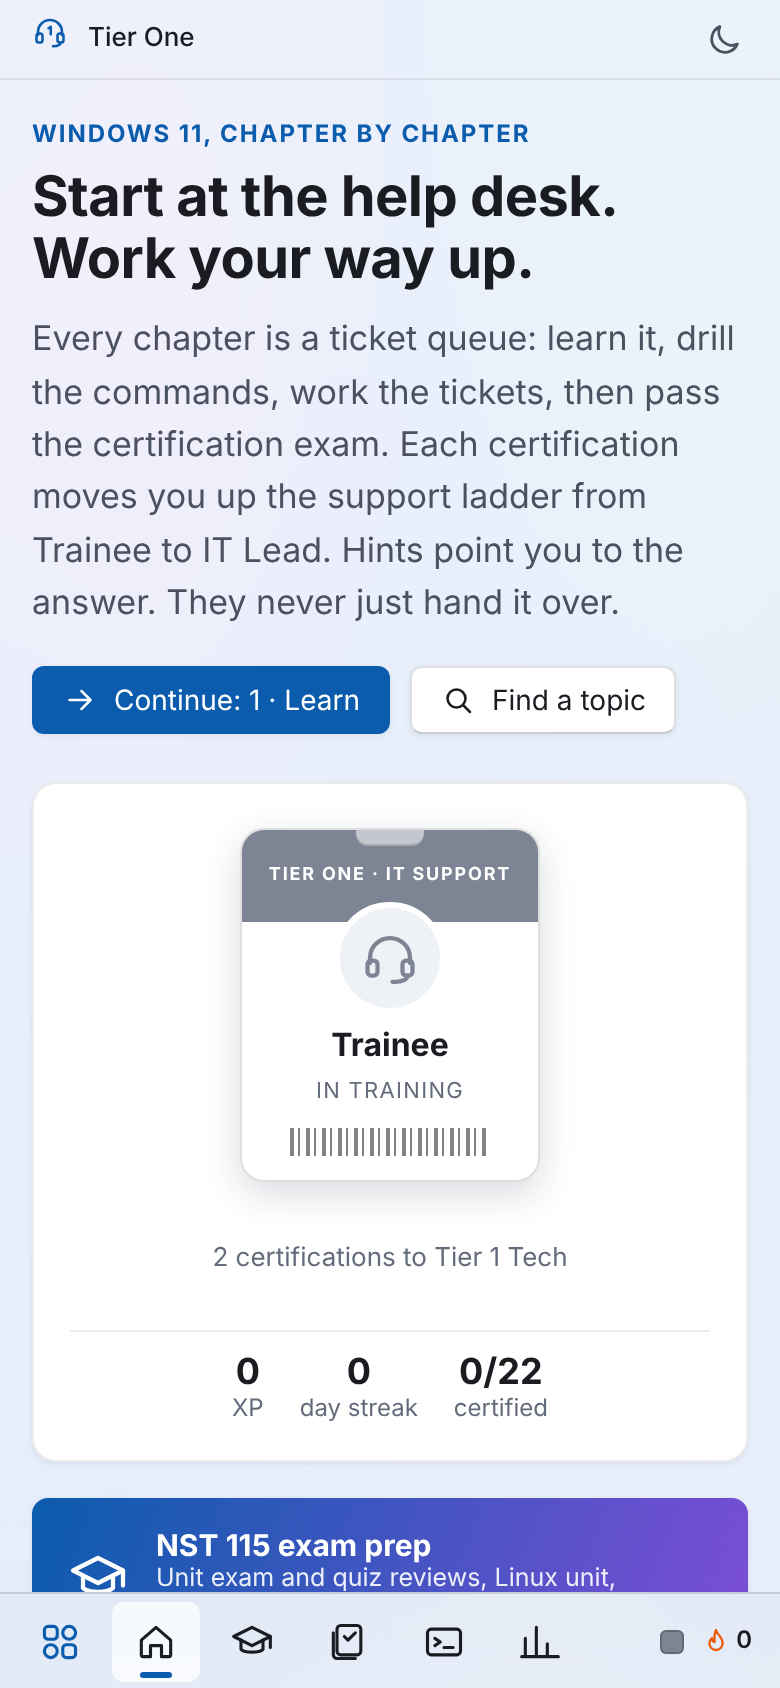 Tier One
WINDOWS 11, CHAPTER BY CHAPTER
Start at the help desk.
Work your way up.
Every chapter is a ticket queue: learn it, drill
the commands, work the tickets, then pass
the certification exam. Each certification
moves you up the support ladder from
Trainee to IT Lead. Hints point you to the
answer. They never just hand it over.
Continue: 1 · Learn
Find a topic
TIER ONE · IT SUPPORT
Trainee
IN TRAINING
2 certifications to Tier 1 Tech
0 0 0/22
XP day streak certified
NST 115 exam prep
Unit exam and quiz reviews, Linux unit,
0